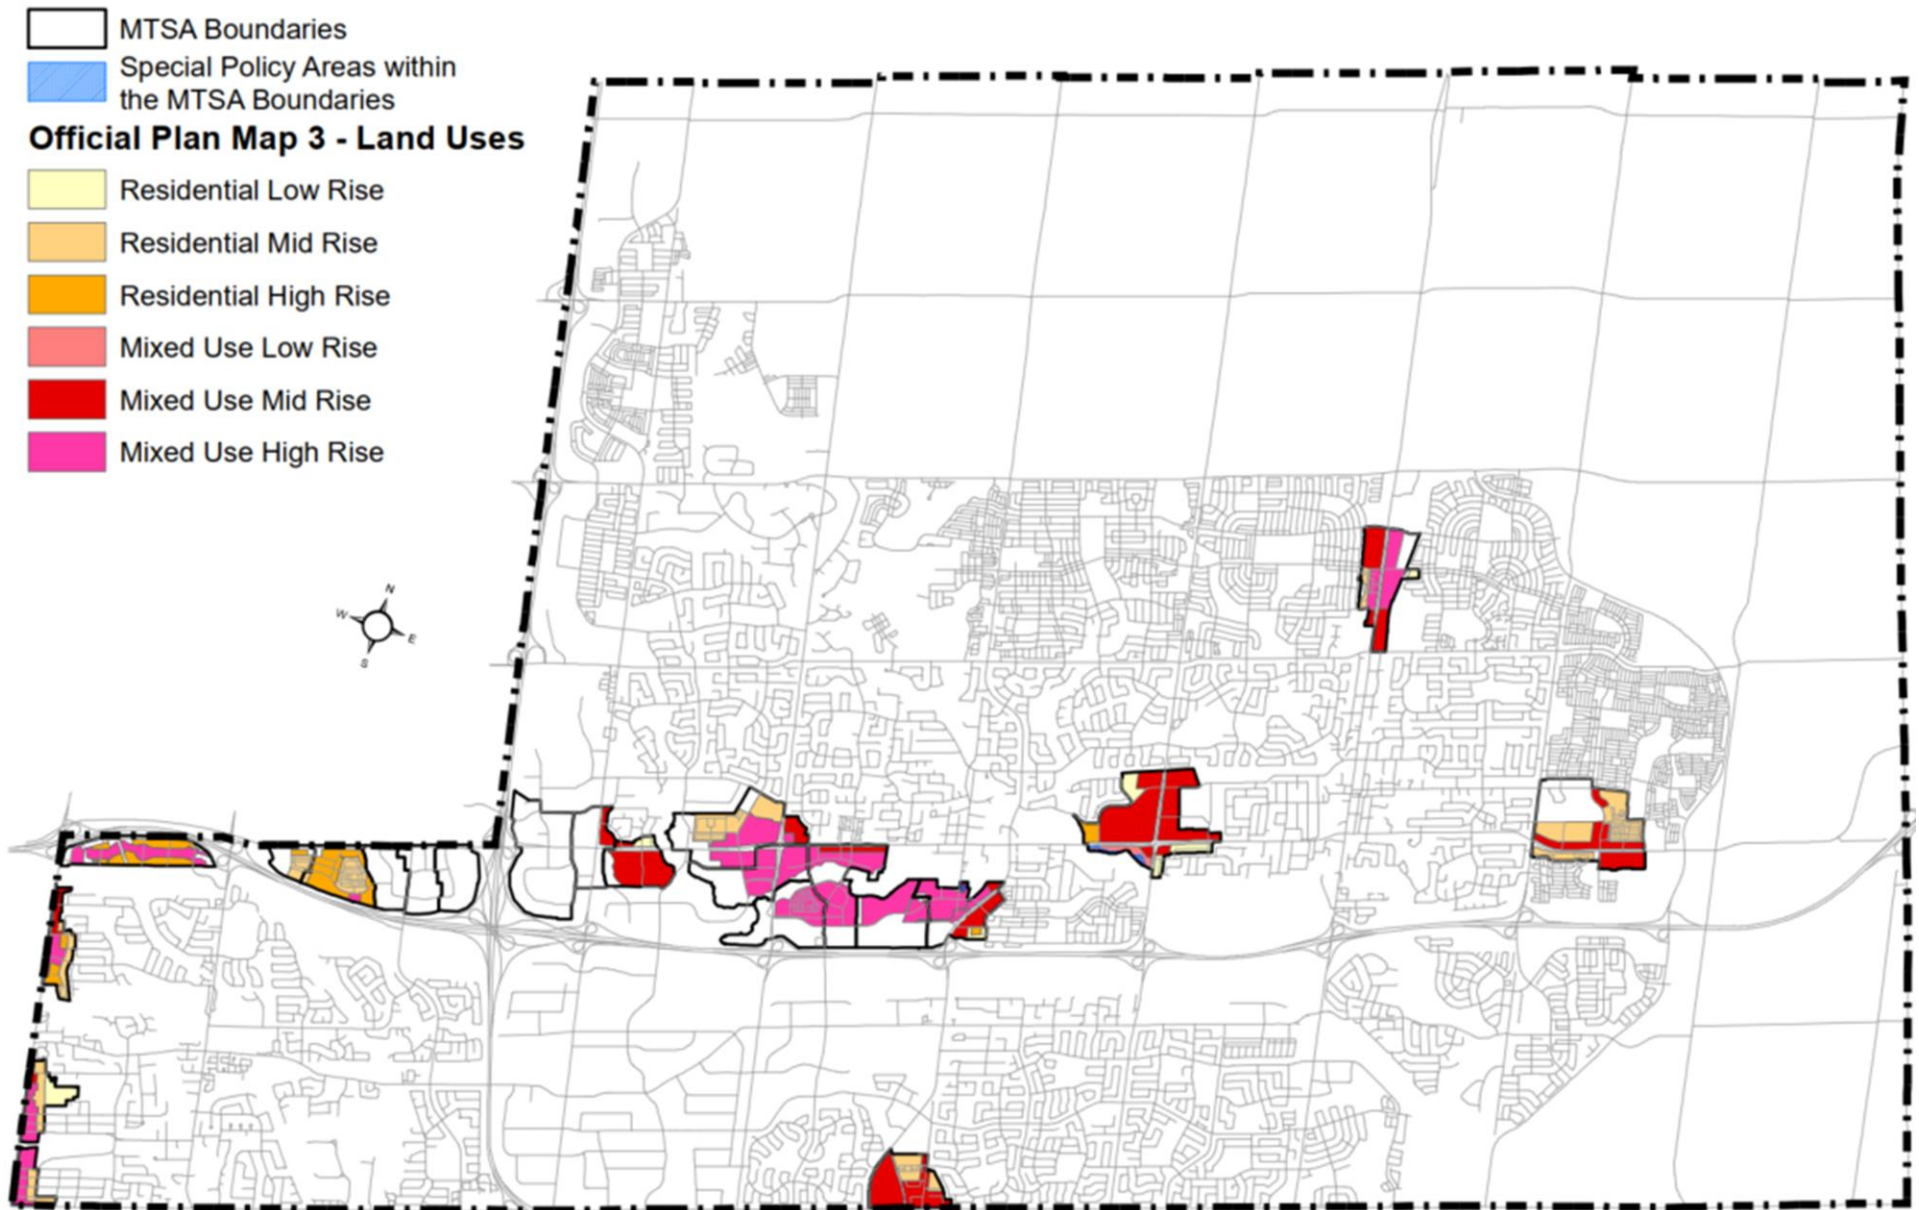 MTSA Boundaries
Special Policy Areas within
the MTSA Boundaries
Official Plan Map 3 - Land Uses
Residential Low Rise
Residential Mid Rise
Residential High Rise
Mixed Use Low Rise
Mixed Use Mid Rise
Mixed Use High Rise
N
W
E
S